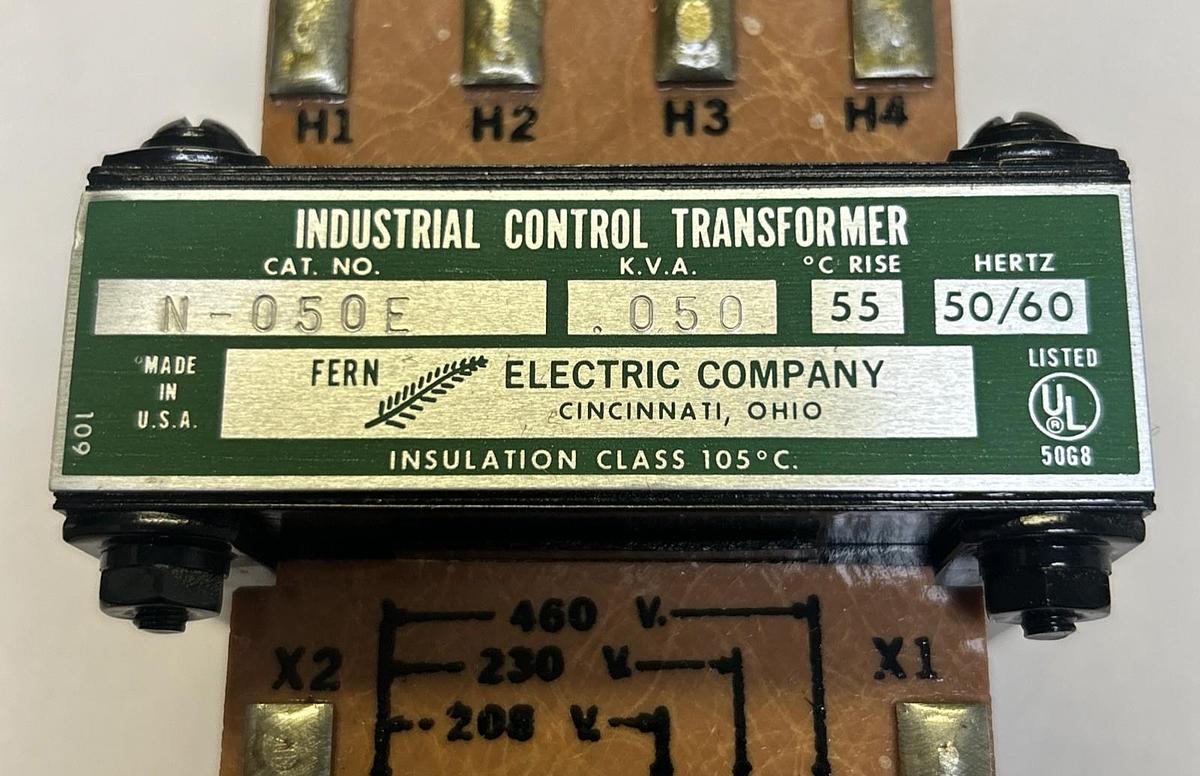 H1 H2 H3 H4
INDUSTRIAL CONTROL TRANSFORMER
CAT. NO. K.V.A. °C RISE HERTZ
N-050E .050 55 50/60
MADE
IN
U.S.A.
FERN ELECTRIC COMPANY
CINCINNATI, OHIO
LISTED
UL
®
50G8
109
INSULATION CLASS 105°C.
460 V.
X2 230 V. X1
208 V.